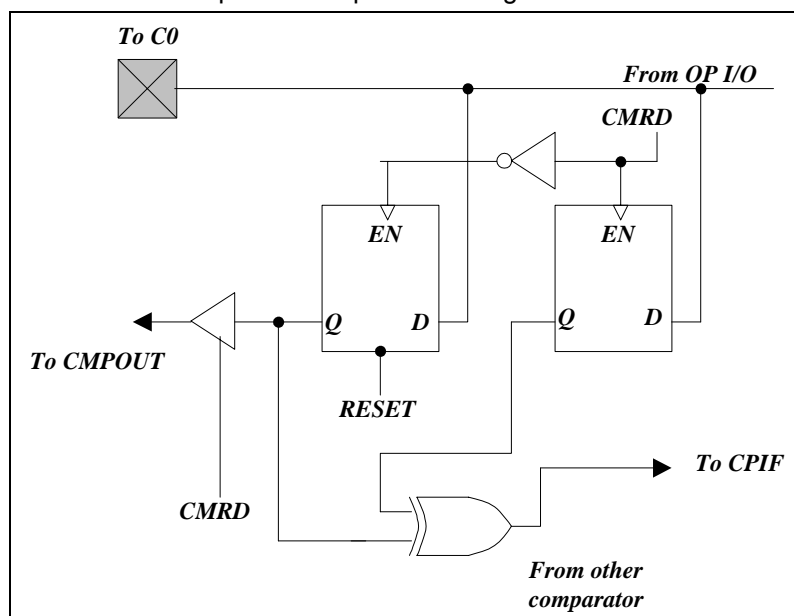 To C0
From OP I/O
CMRD
EN
EN
Q
D
Q
D
To CMPOUT
RESET
To CPIF
CMRD
From other
comparator